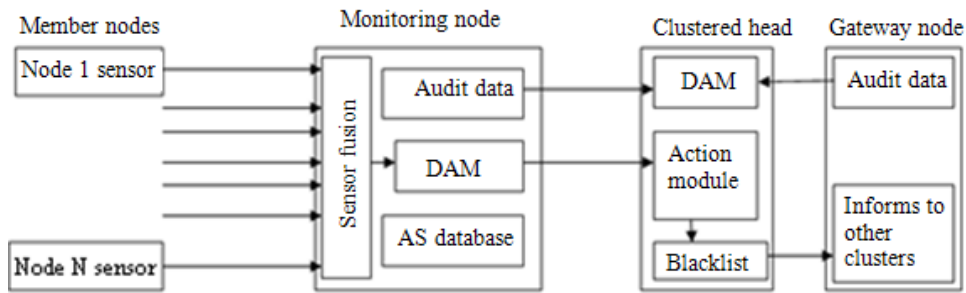 Member nodes
Node 1 sensor
Node N sensor
Monitoring node
Sensor fusion
Audit data
DAM
AS database
Clustered head
DAM
Action
module
Blacklist
Gateway node
Audit data
Informs to
other
clusters